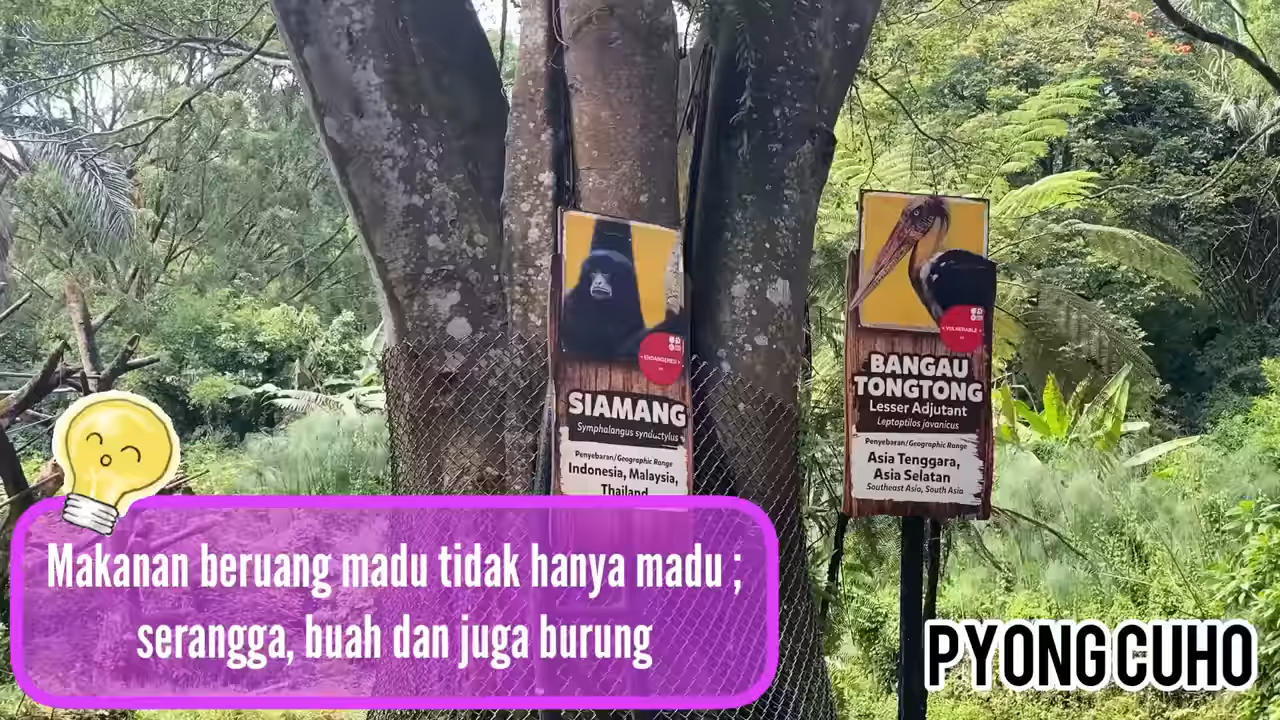 ENDANGERED
SIAMANG
Symphalangus syndactylus
Penyebaran/Geographic Range
Indonesia, Malaysia,
Thailand
VULNERABLE
BANGAU
TONGTONG
Lesser Adjutant
Leptoptilos javanicus
Penyebaran/Geographic Range
Asia Tenggara,
Asia Selatan
Southeast Asia, South Asia
Makanan beruang madu tidak hanya madu ;
serangga, buah dan juga burung
PYONG CUHO